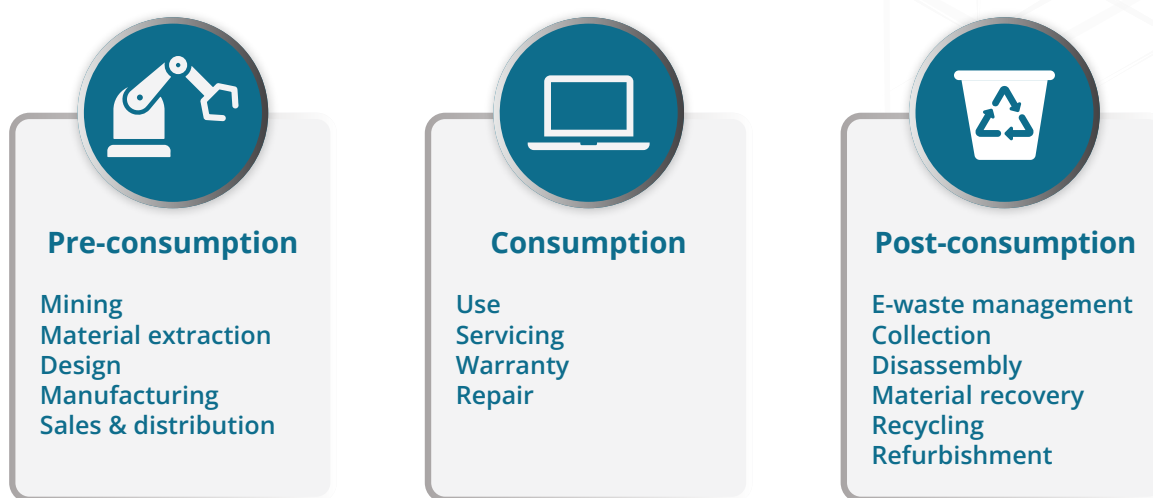 Pre-consumption
Mining
Material extraction
Design
Manufacturing
Sales & distribution
Consumption
Use
Servicing
Warranty
Repair
Post-consumption
E-waste management
Collection
Disassembly
Material recovery
Recycling
Refurbishment